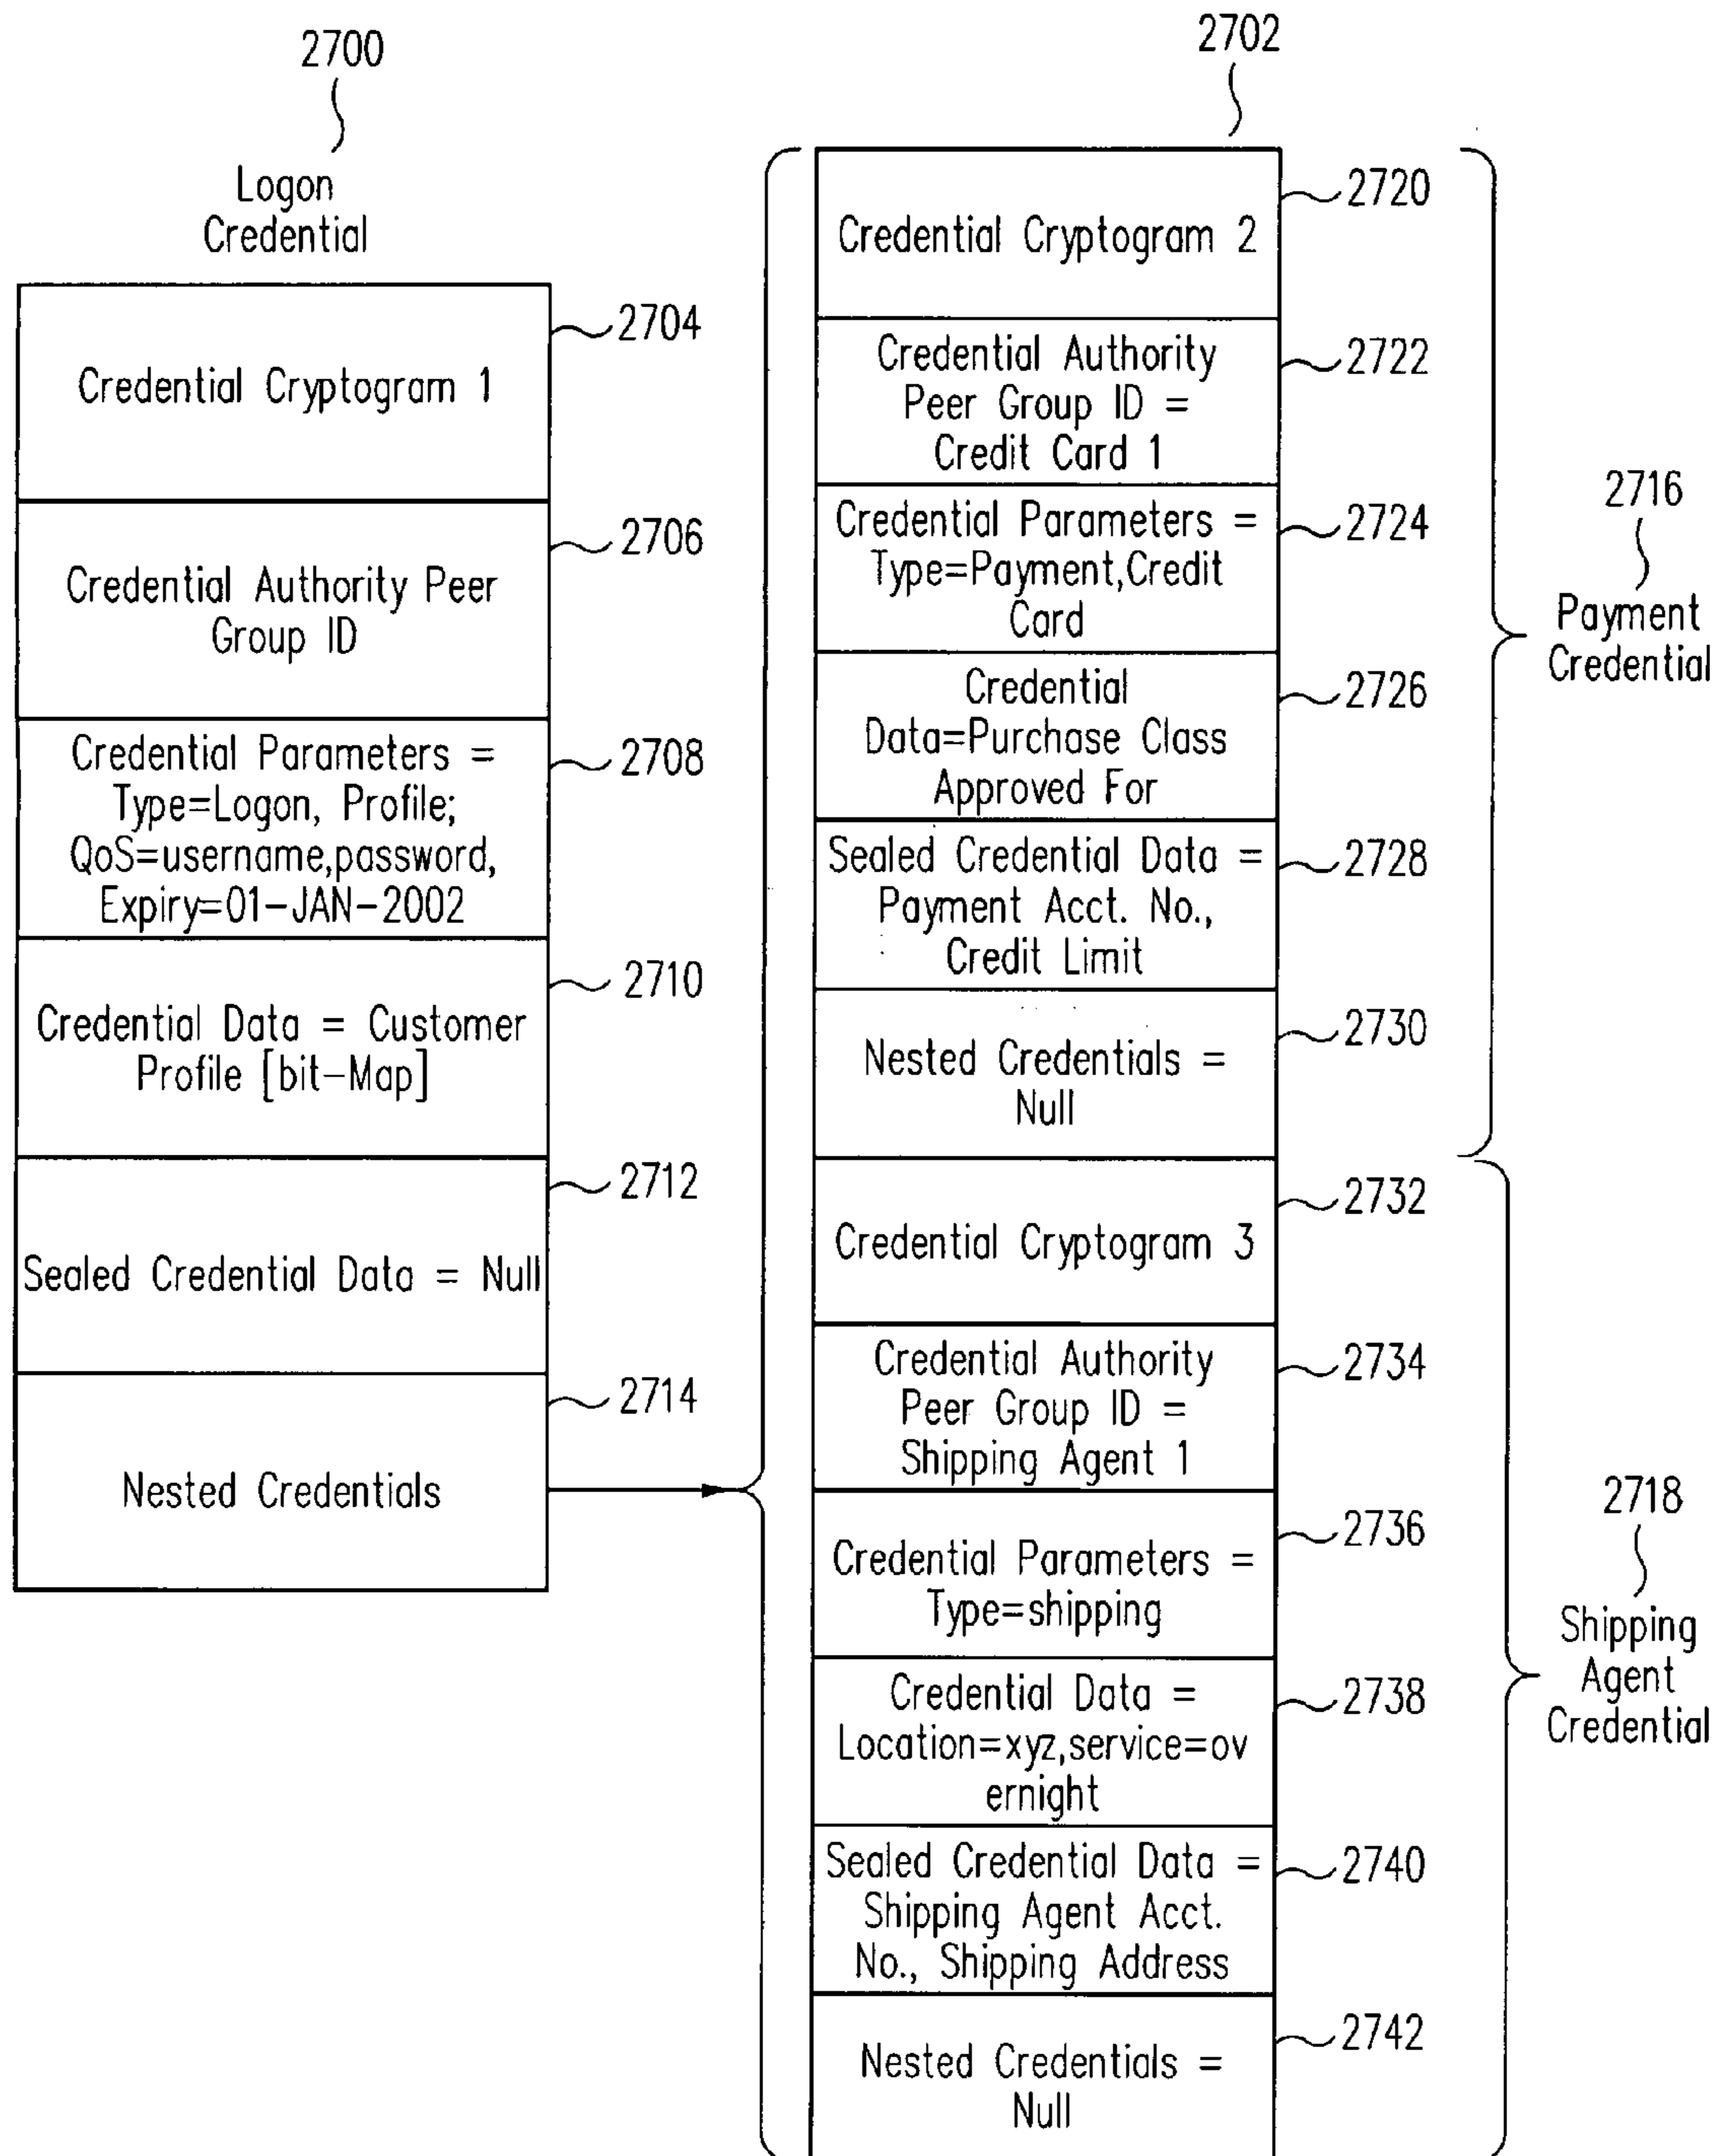 2700
Logon
Credential
Credential Cryptogram 1
2704
Credential Authority Peer
Group ID
2706
Credential Parameters =
Type=Logon, Profile;
QoS=username,password,
Expiry=01-JAN-2002
2708
Credential Data = Customer
Profile [bit-Map]
2710
Sealed Credential Data = Null
2712
Nested Credentials
2714
2702
Credential Cryptogram 2
2720
Credential Authority
Peer Group ID =
Credit Card 1
2722
Credential Parameters =
Type=Payment,Credit
Card
2724
Credential
Data=Purchase Class
Approved For
2726
Sealed Credential Data =
Payment Acct. No.,
Credit Limit
2728
Nested Credentials =
Null
2730
2716
Payment
Credential
Credential Cryptogram 3
2732
Credential Authority
Peer Group ID =
Shipping Agent 1
2734
Credential Parameters =
Type=shipping
2736
Credential Data =
Location=xyz,service=ov
ernight
2738
Sealed Credential Data =
Shipping Agent Acct.
No., Shipping Address
2740
Nested Credentials =
Null
2742
2718
Shipping
Agent
Credential